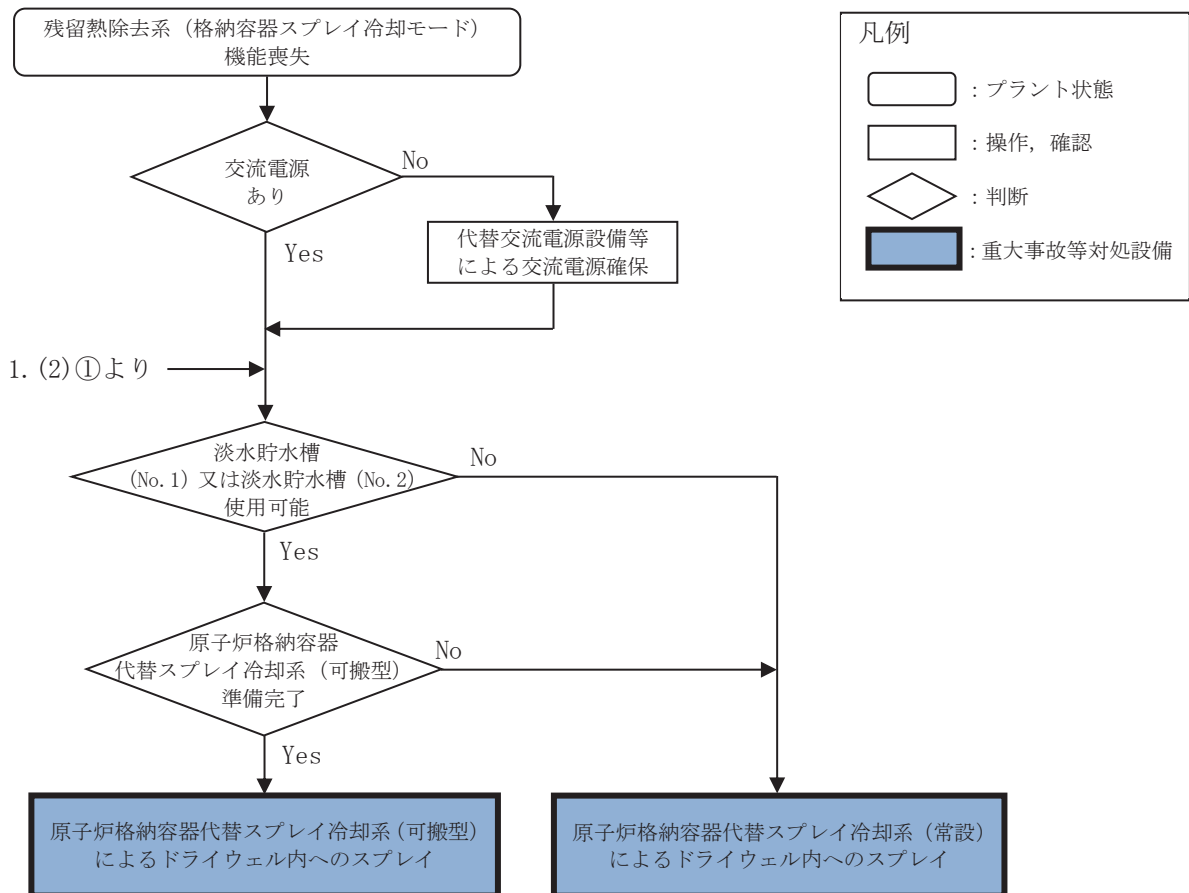 残留熱除去系（格納容器スプレイ冷却モード）
機能喪失
交流電源
あり
No
Yes
代替交流電源設備等
による交流電源確保
1.(2)①より
淡水貯水槽
(No.1) 又は淡水貯水槽 (No.2)
使用可能
No
Yes
原子炉格納容器
代替スプレイ冷却系（可搬型）
準備完了
No
Yes
原子炉格納容器代替スプレイ冷却系（可搬型）
によるドライウェル内へのスプレイ
原子炉格納容器代替スプレイ冷却系（常設）
によるドライウェル内へのスプレイ
凡例
：プラント状態
：操作，確認
：判断
：重大事故等対処設備